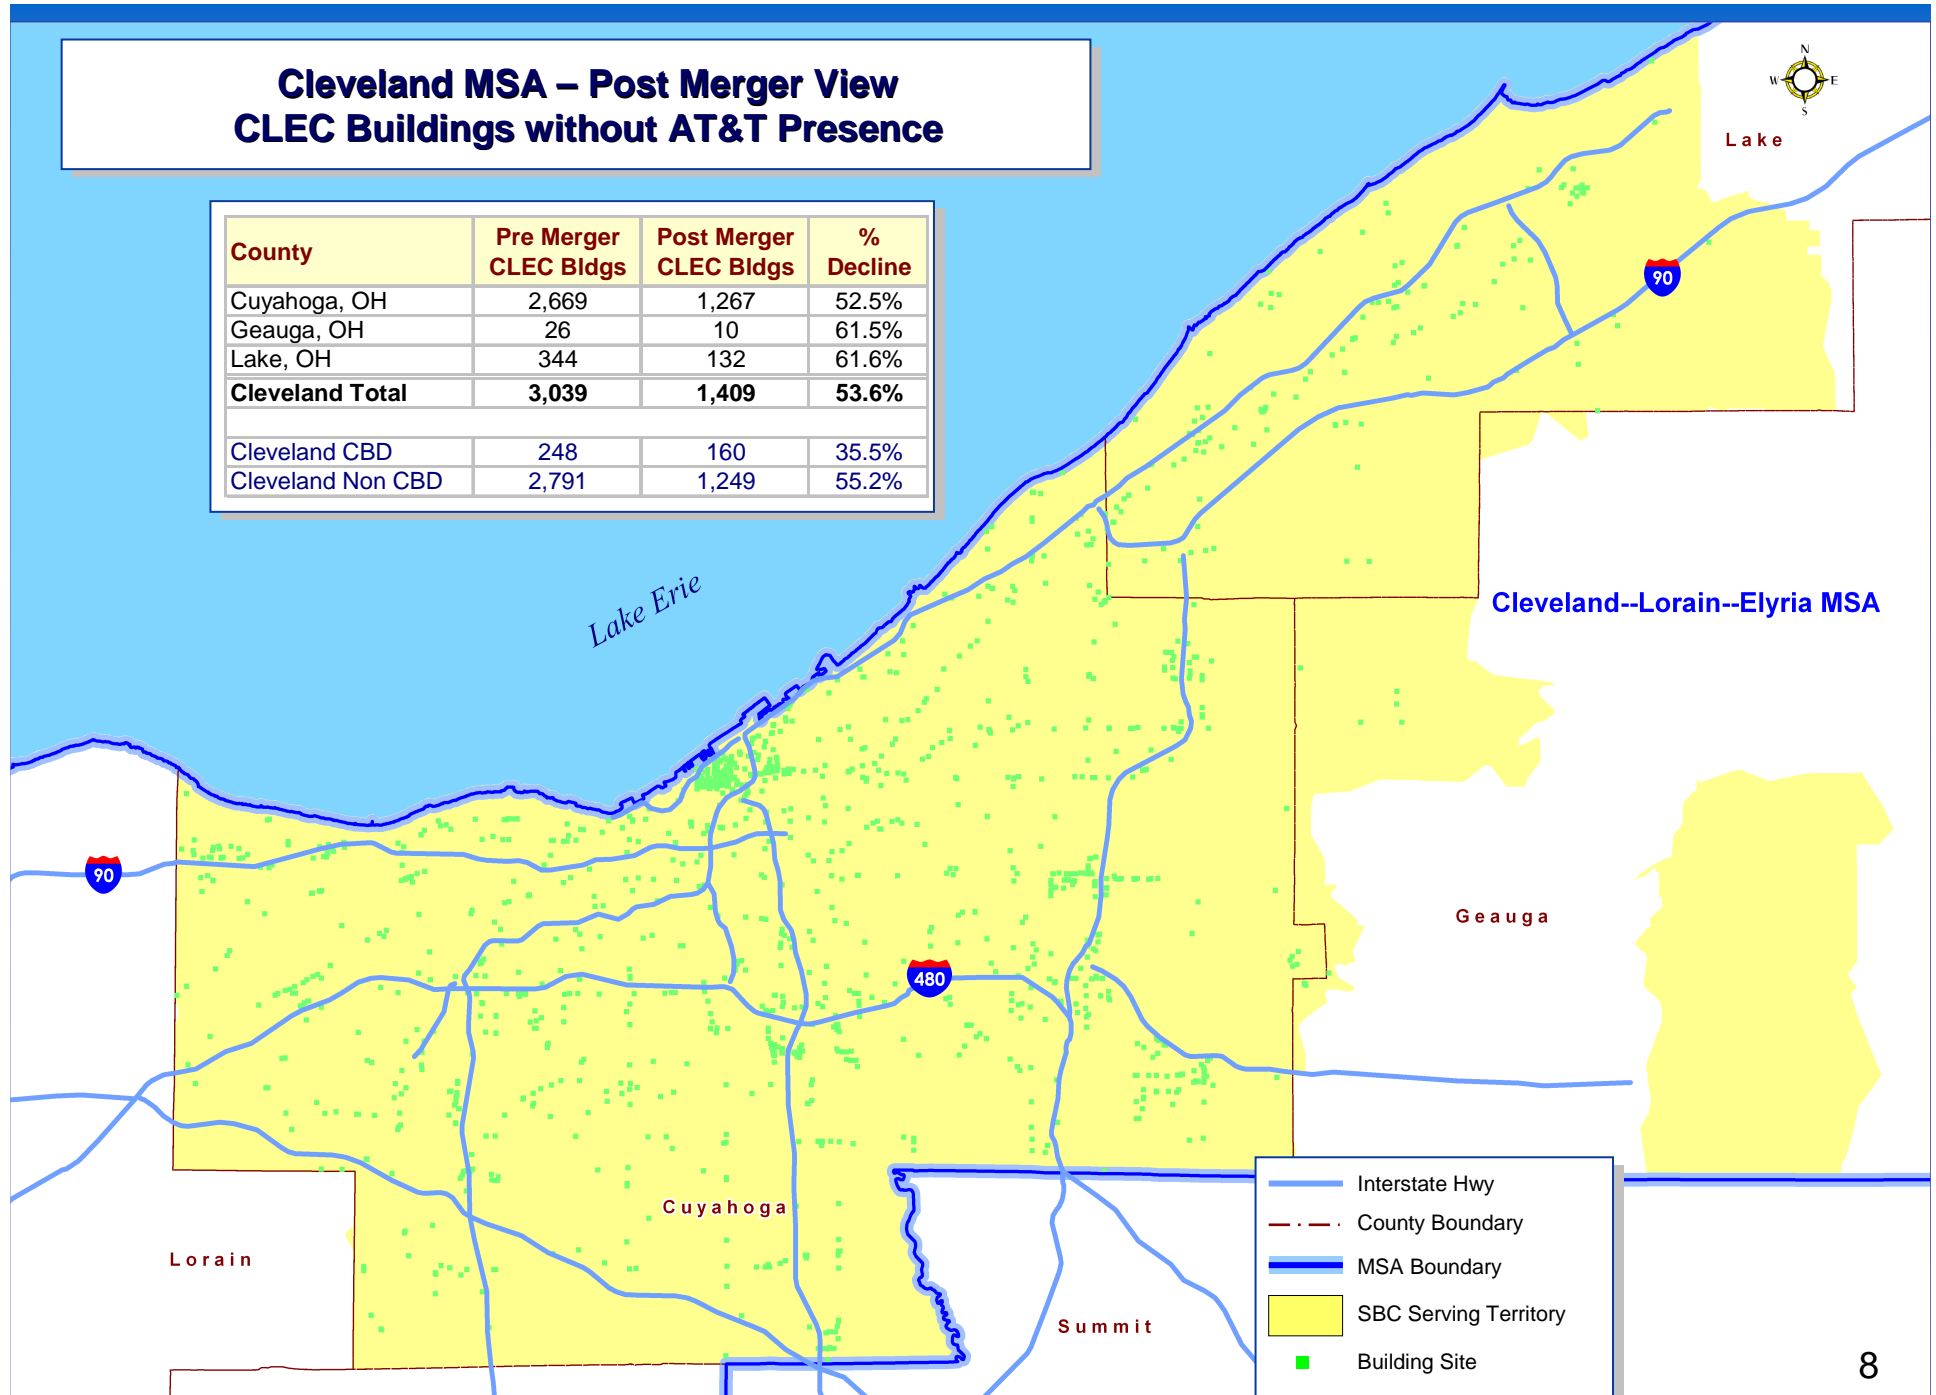 Cleveland MSA – Post Merger View
CLEC Buildings without AT&T Presence
County Pre Merger CLEC Bldgs Post Merger CLEC Bldgs % Decline
Cuyahoga, OH 2,669 1,267 52.5%
Geauga, OH 26 10 61.5%
Lake, OH 344 132 61.6%
Cleveland Total 3,039 1,409 53.6%
Cleveland CBD 248 160 35.5%
Cleveland Non CBD 2,791 1,249 55.2%
N
W E
S
Lake
90
Lake Erie
Cleveland--Lorain--Elyria MSA
90
Geauga
480
Cuyahoga
Lorain
Summit
Interstate Hwy
County Boundary
MSA Boundary
SBC Serving Territory
Building Site
8